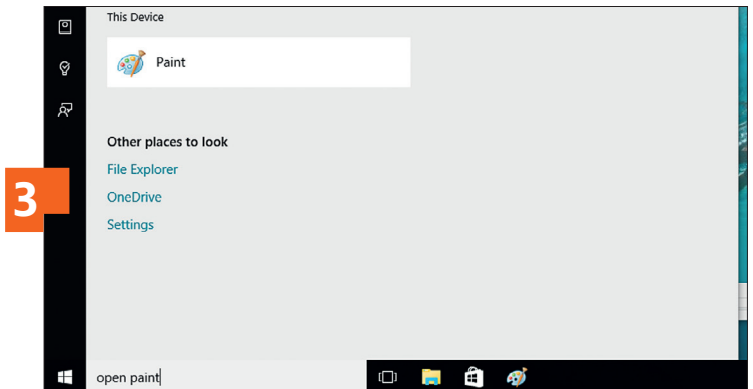 This Device
Paint
Other places to look
File Explorer
OneDrive
Settings
3
open paint